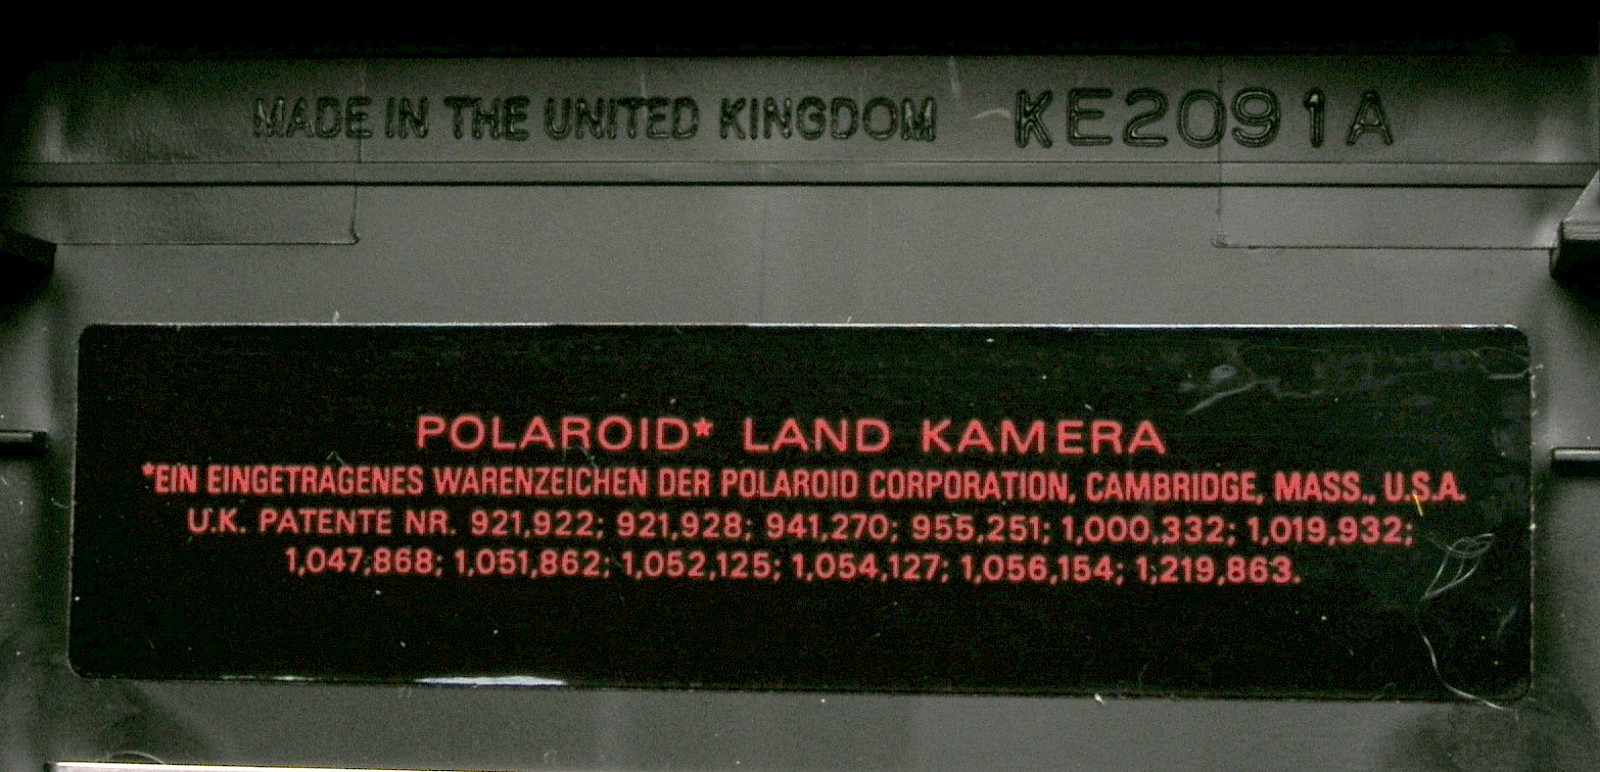 MADE IN THE UNITED KINGDOM KE2091A
POLAROID* LAND KAMERA
*EIN EINGETRAGENES WARENZEICHEN DER POLAROID CORPORATION, CAMBRIDGE, MASS., U.S.A.
U.K. PATENTE NR. 921,922; 921,928; 941,270; 955,251; 1,000,332; 1,019,932;
1,047,868; 1,051,862; 1,052,125; 1,054,127; 1,056,154; 1,219,863.